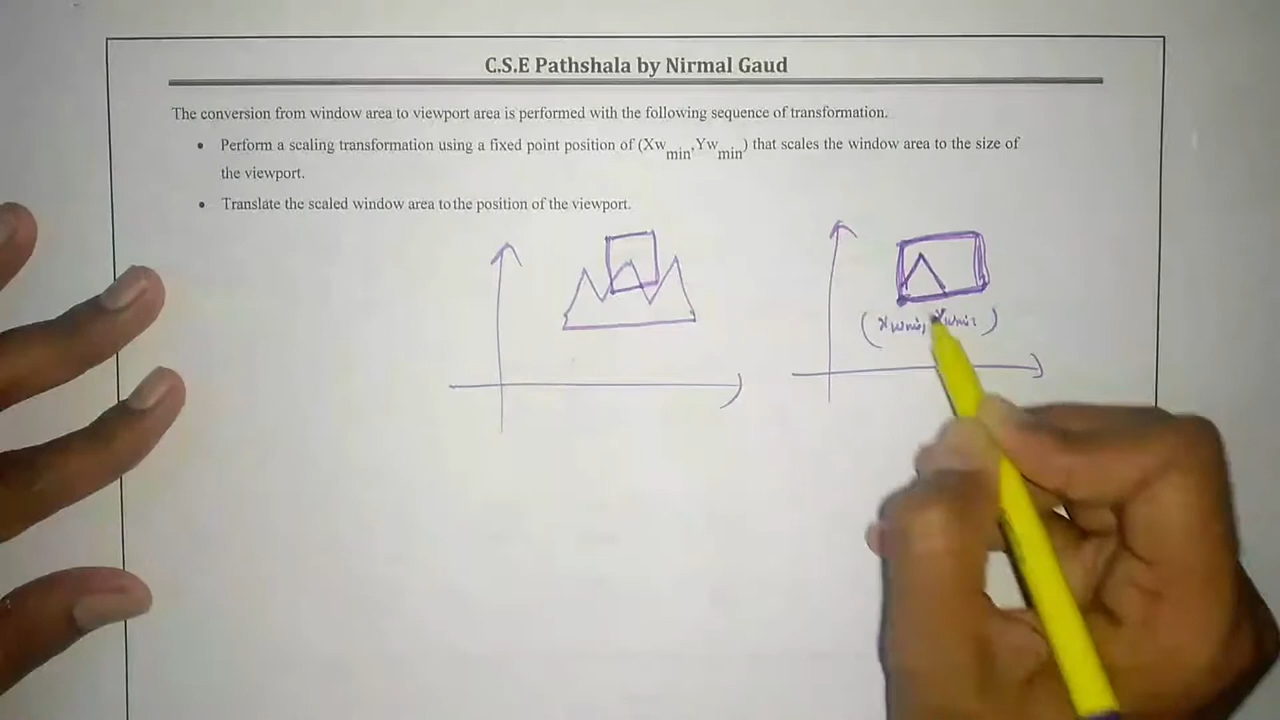 C.S.E Pathshala by Nirmal Gaud
The conversion from window area to viewport area is performed with the following sequence of transformation.
• Perform a scaling transformation using a fixed point position of (Xwmin,Ywmin) that scales the window area to the size of
the viewport.
• Translate the scaled window area to the position of the viewport.